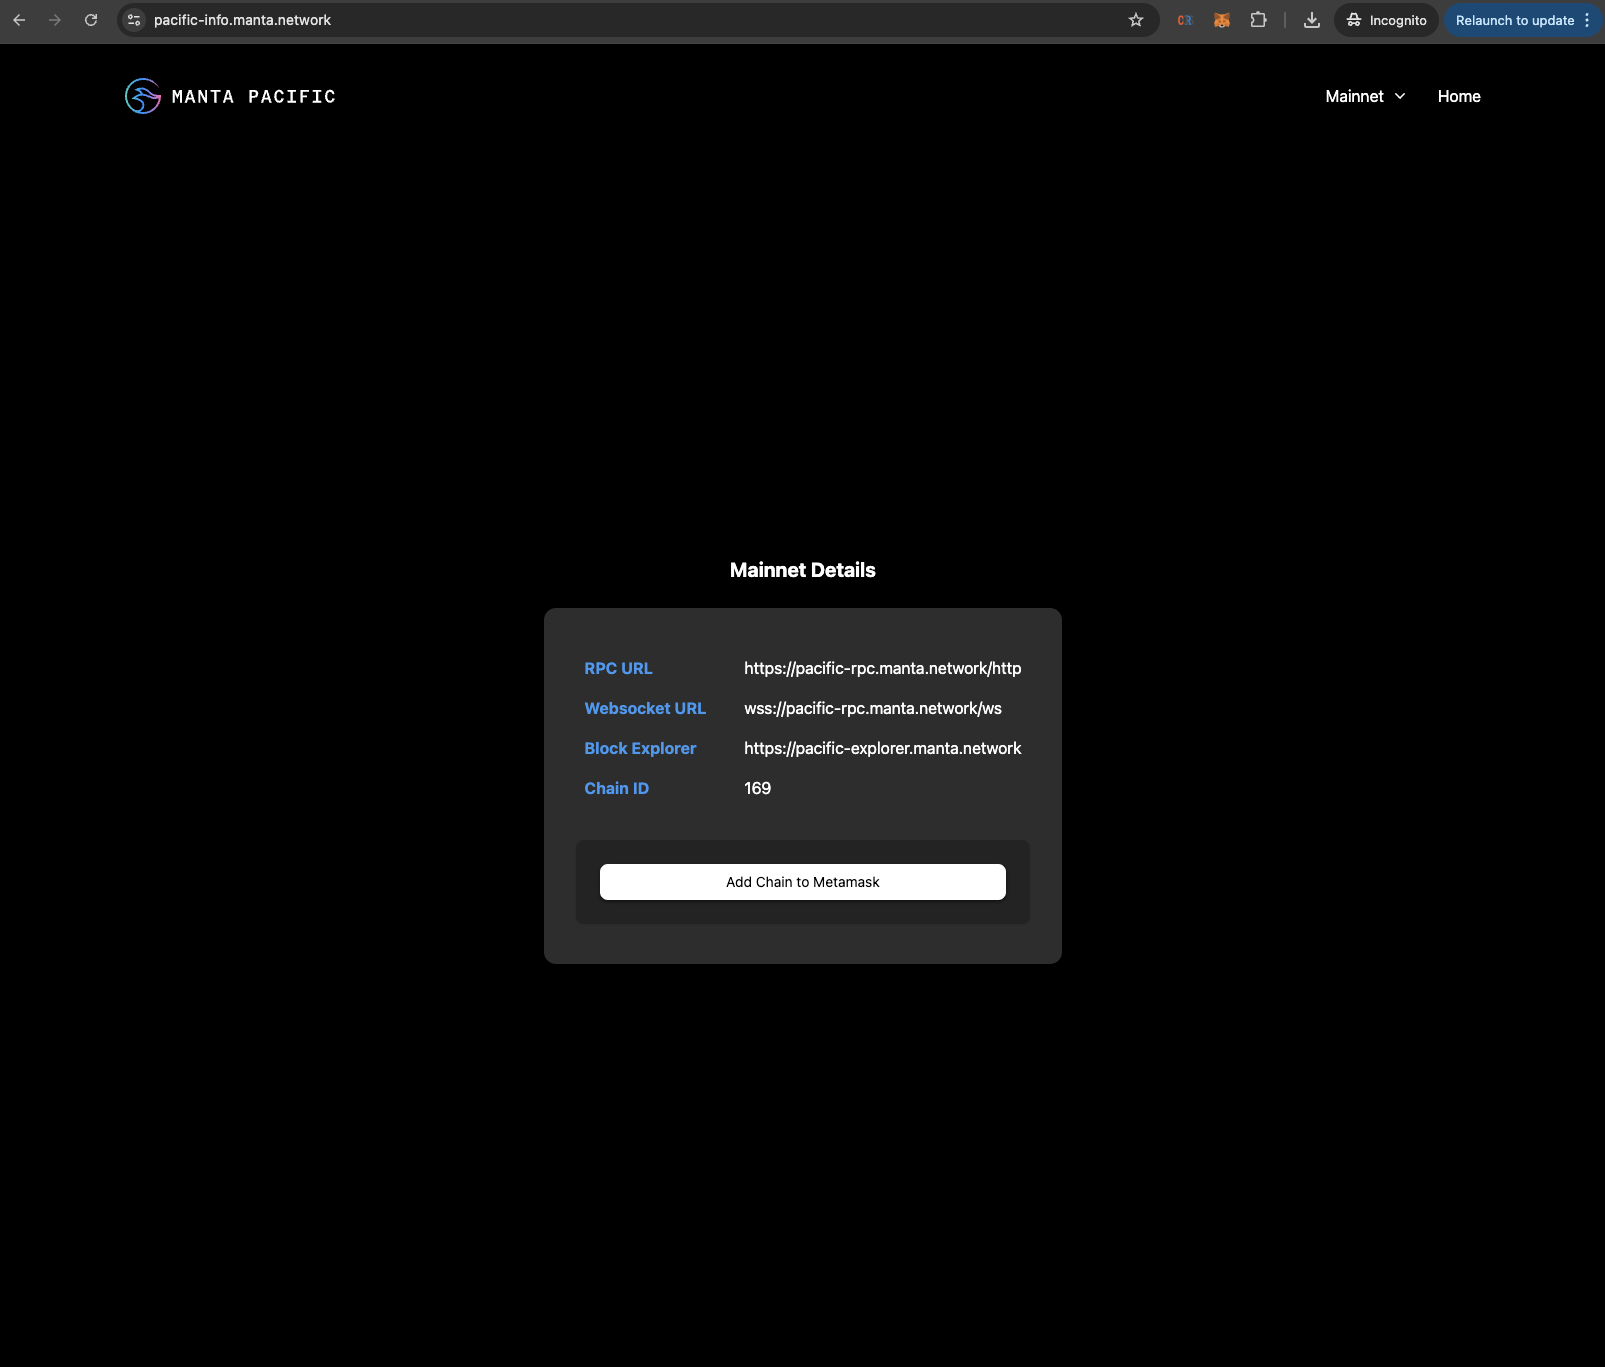 pacific-info.manta.network
Incognito
Relaunch to update
MANTA PACIFIC
Mainnet
Home
Mainnet Details
RPC URL https://pacific-rpc.manta.network/http
Websocket URL wss://pacific-rpc.manta.network/ws
Block Explorer https://pacific-explorer.manta.network
Chain ID 169
Add Chain to Metamask